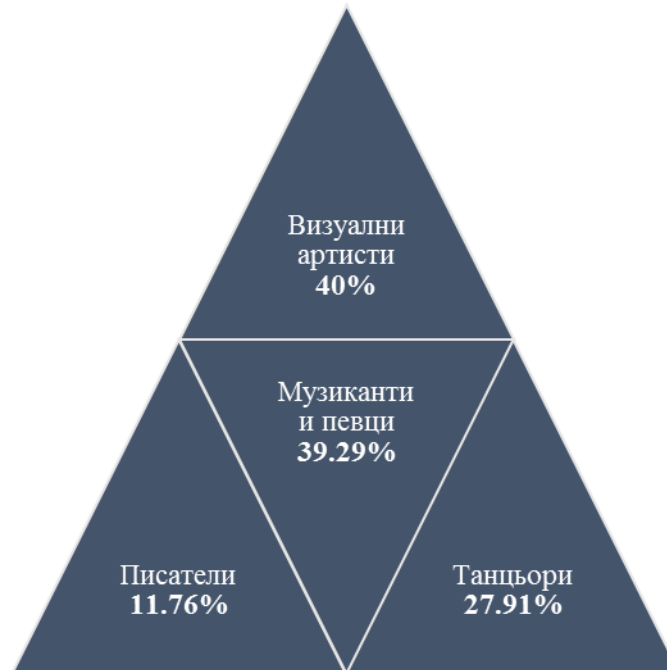 Визуални
артисти
40%
Музиканти
и певци
39.29%
Писатели
11.76%
Танцьори
27.91%